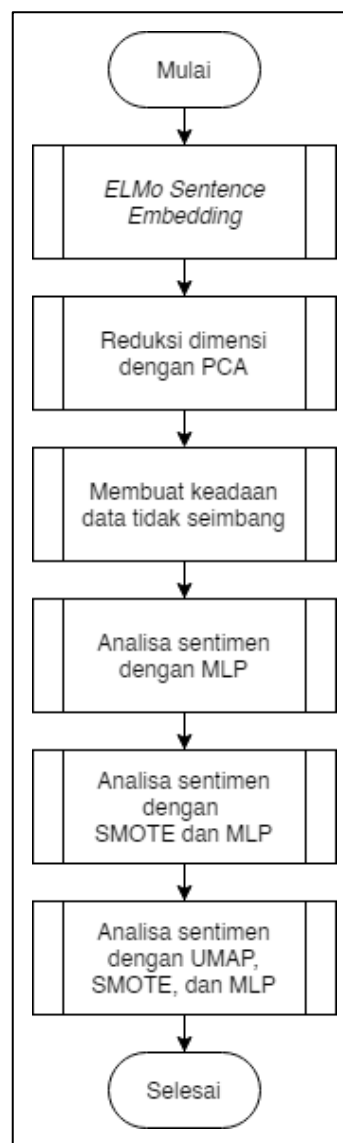 Mulai
ELMo Sentence
Embedding
Reduksi dimensi
dengan PCA
Membuat keadaan
data tidak seimbang
Analisa sentimen
dengan MLP
Analisa sentimen
dengan
SMOTE dan MLP
Analisa sentimen
dengan UMAP,
SMOTE, dan MLP
Selesai